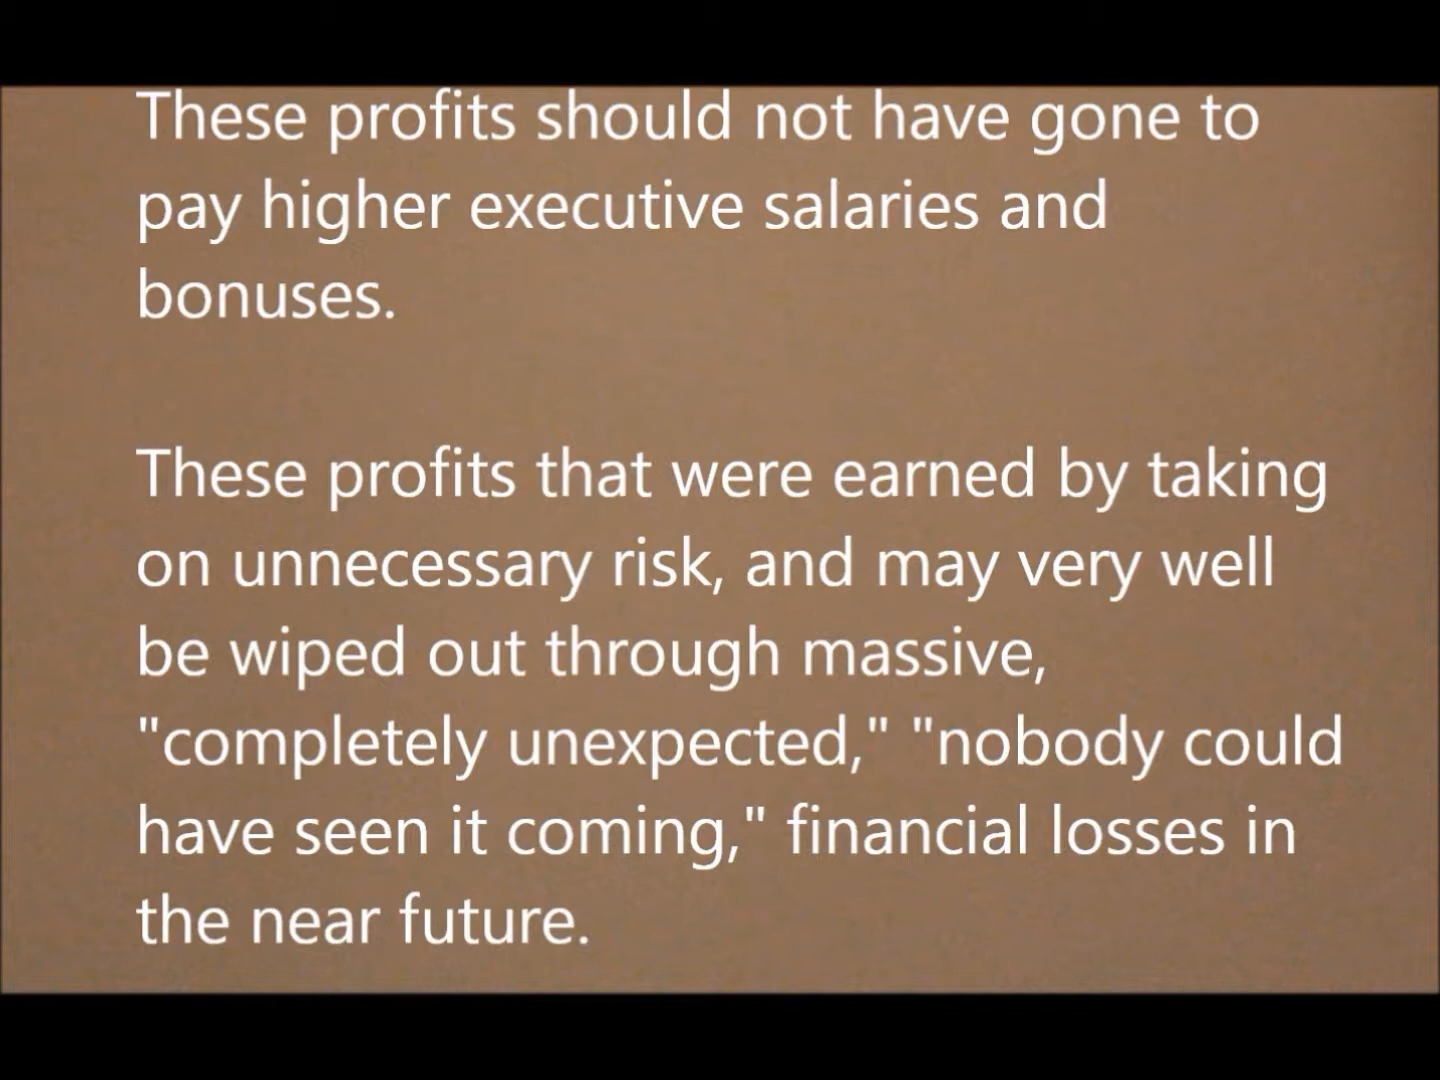 These profits should not have gone to
pay higher executive salaries and
bonuses.
These profits that were earned by taking
on unnecessary risk, and may very well
be wiped out through massive,
"completely unexpected," "nobody could
have seen it coming," financial losses in
the near future.